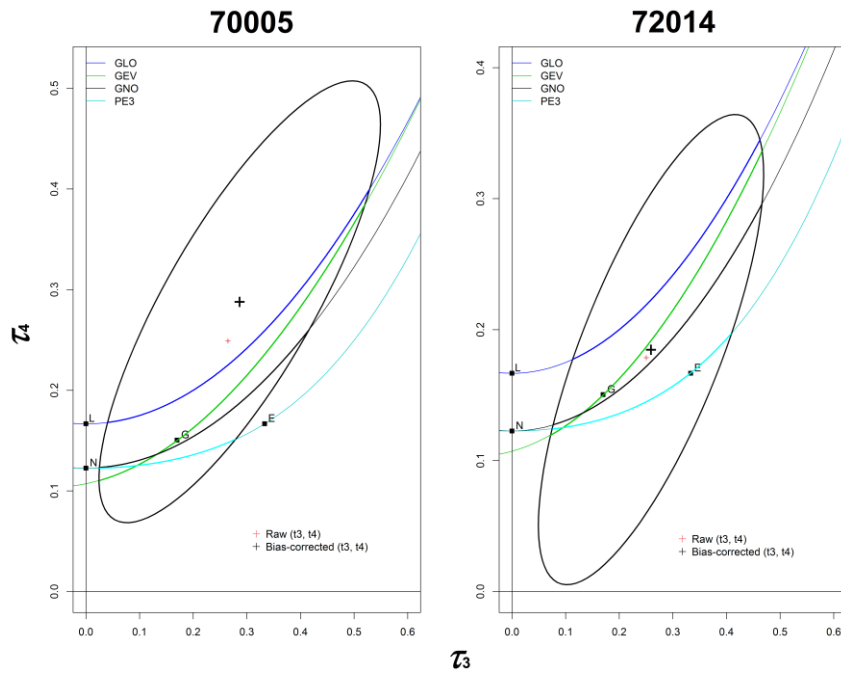 70005
GLO
GEV
GNO
PE3
0.5
0.4
0.3
0.2
0.1
0.0
L
N
G
E
Raw (t3, t4)
Bias-corrected (t3, t4)
0.0 0.1 0.2 0.3 0.4 0.5 0.6
72014
GLO
GEV
GNO
PE3
0.4
0.3
0.2
0.1
0.0
L
N
G
E
Raw (t3, t4)
Bias-corrected (t3, t4)
0.0 0.1 0.2 0.3 0.4 0.5 0.6
τ4
τ3